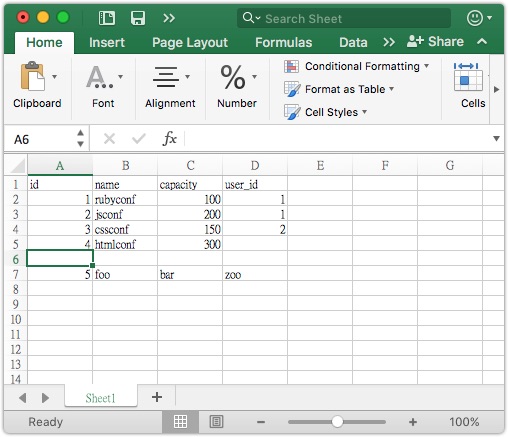 Search Sheet
Home Insert Page Layout Formulas Data Share
Clipboard Font Alignment Number Conditional Formatting Format as Table Cell Styles Cells
A6 fx
A B C D E F G
1 id name capacity user_id
2 1 rubyconf 100 1
3 2 jsconf 200 1
4 3 cssconf 150 2
5 4 htmlconf 300
6
7 5 foo bar zoo
8
9
10
11
12
13
14
Sheet1 +
Ready − + 100%